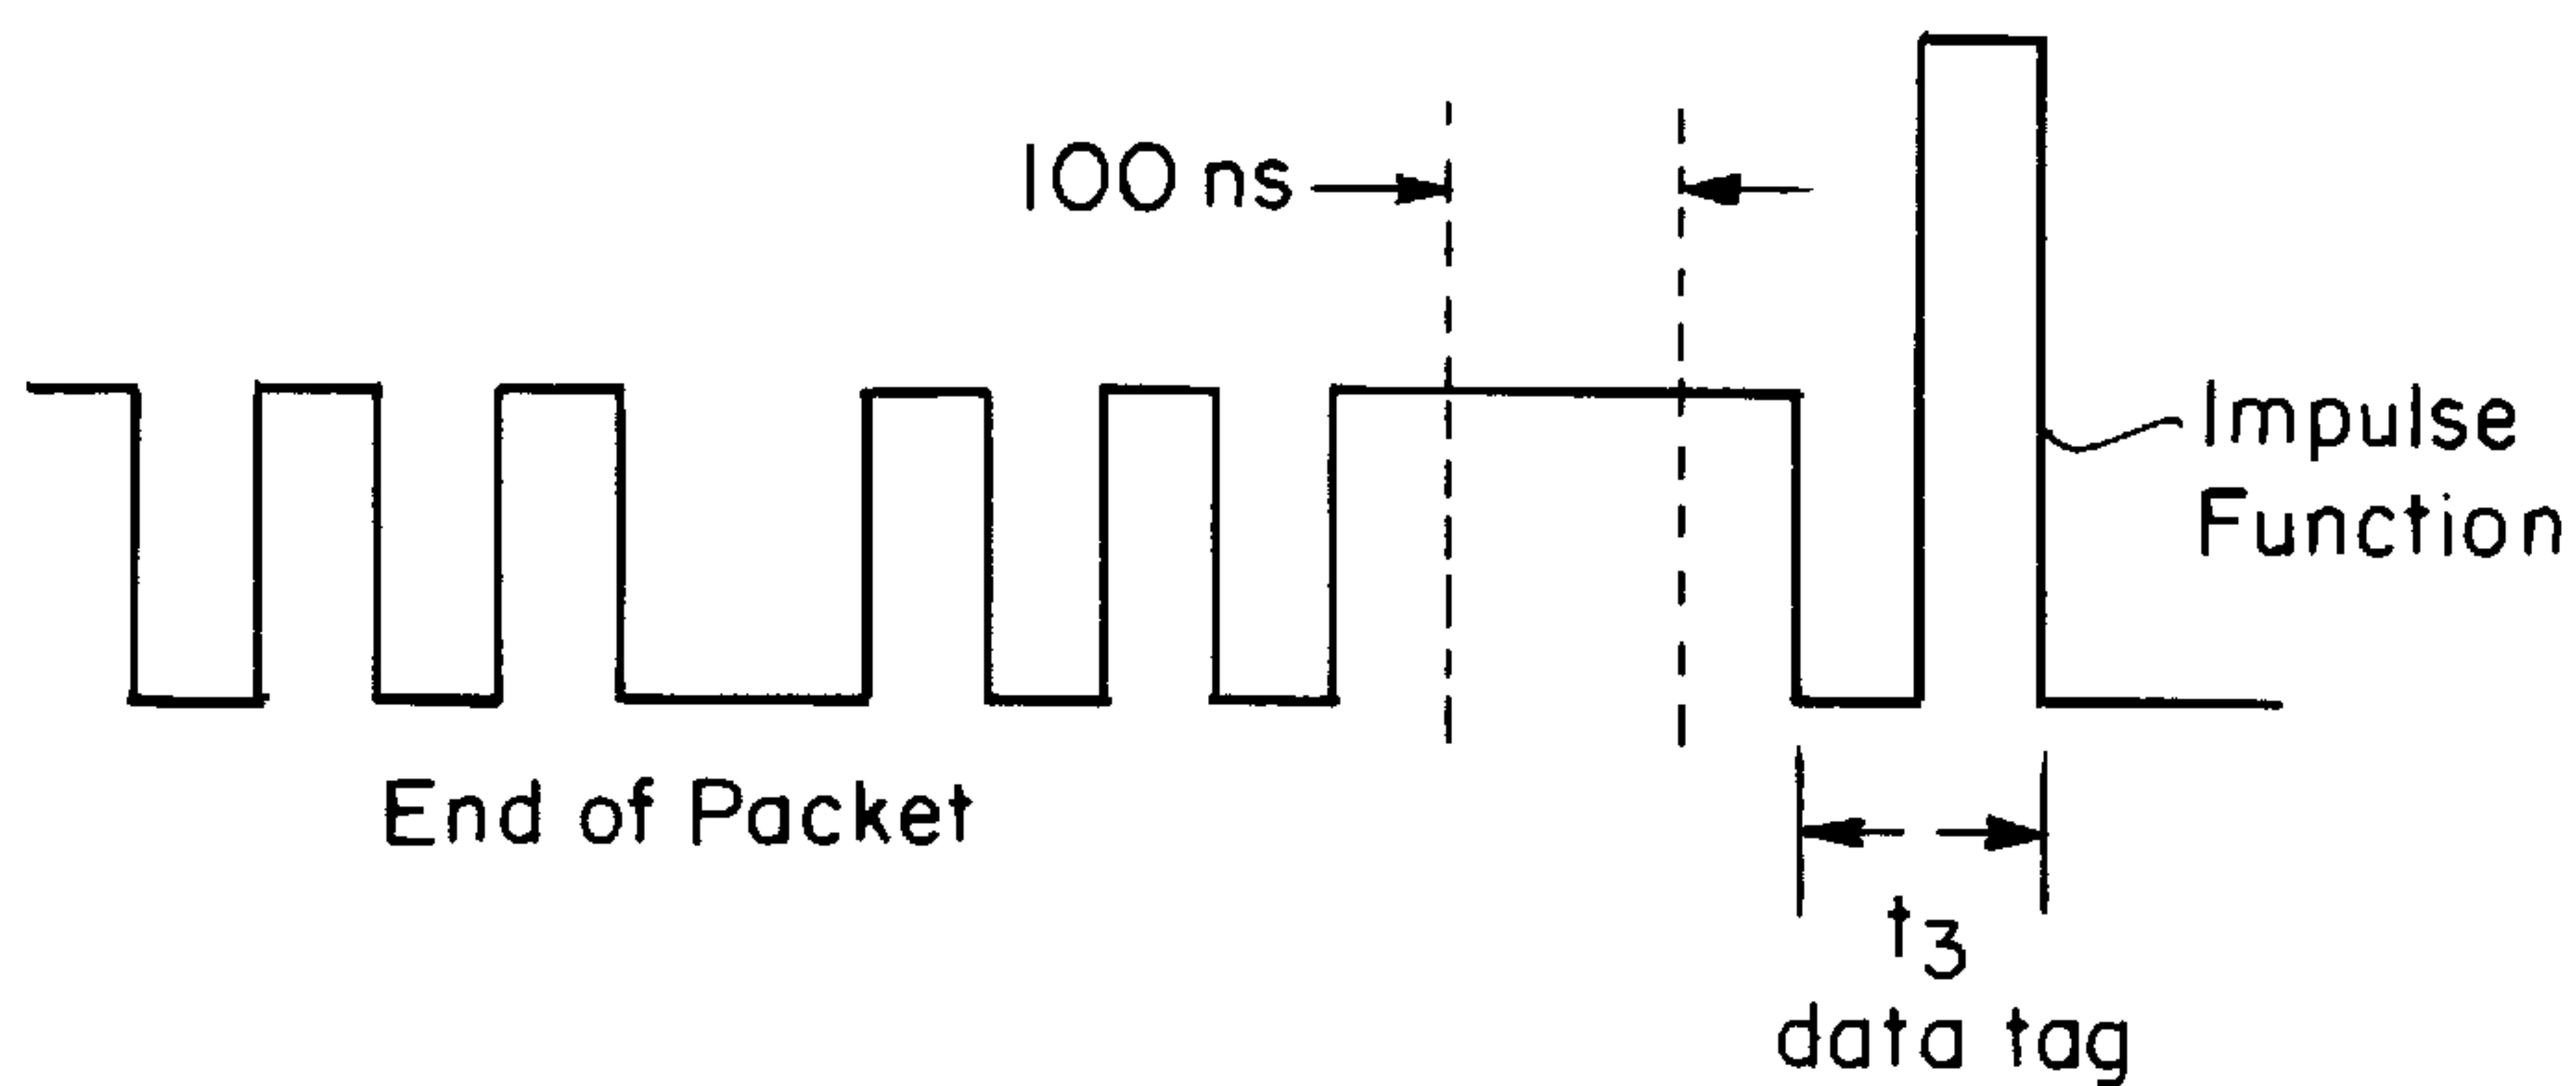 100 ns
Impulse
Function
End of Packet
t3
data tag